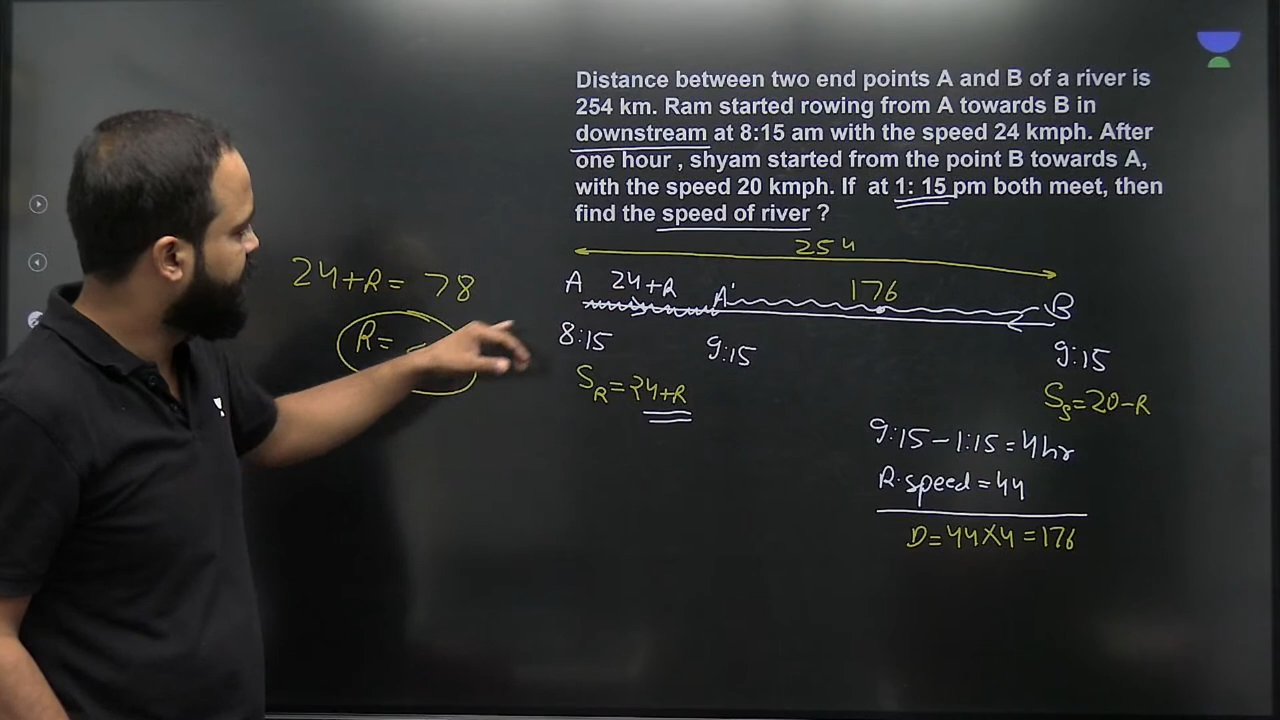 Distance between two end points A and B of a river is
254 km. Ram started rowing from A towards B in
downstream at 8:15 am with the speed 24 kmph. After
one hour , shyam started from the point B towards A,
with the speed 20 kmph. If at 1: 15 pm both meet, then
find the speed of river ?
254
24+R = 78
A 24+R A' 176 B
R =
8:15 9:15 9:15
S_R = 24+R
S_S = 20-R
9:15 - 1:15 = 4hr
R.speed = 44
D = 44×4 = 176